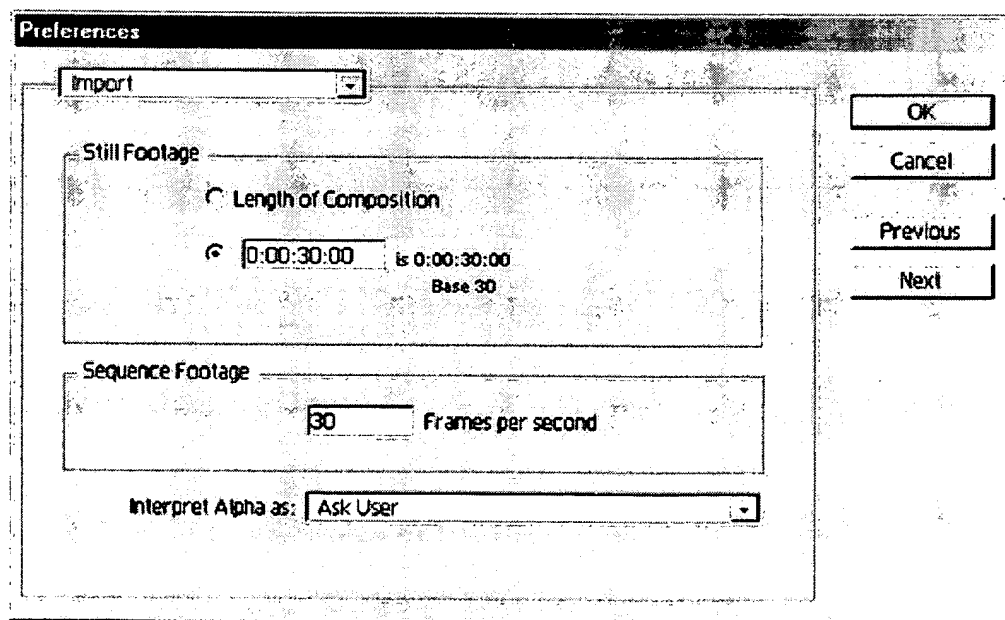 Preferences
Import
OK
Still Footage
Cancel
Length of Composition
Previous
0:00:30:00 is 0:00:30:00
Base 30
Next
Sequence Footage
30 Frames per second
Interpret Alpha as: Ask User